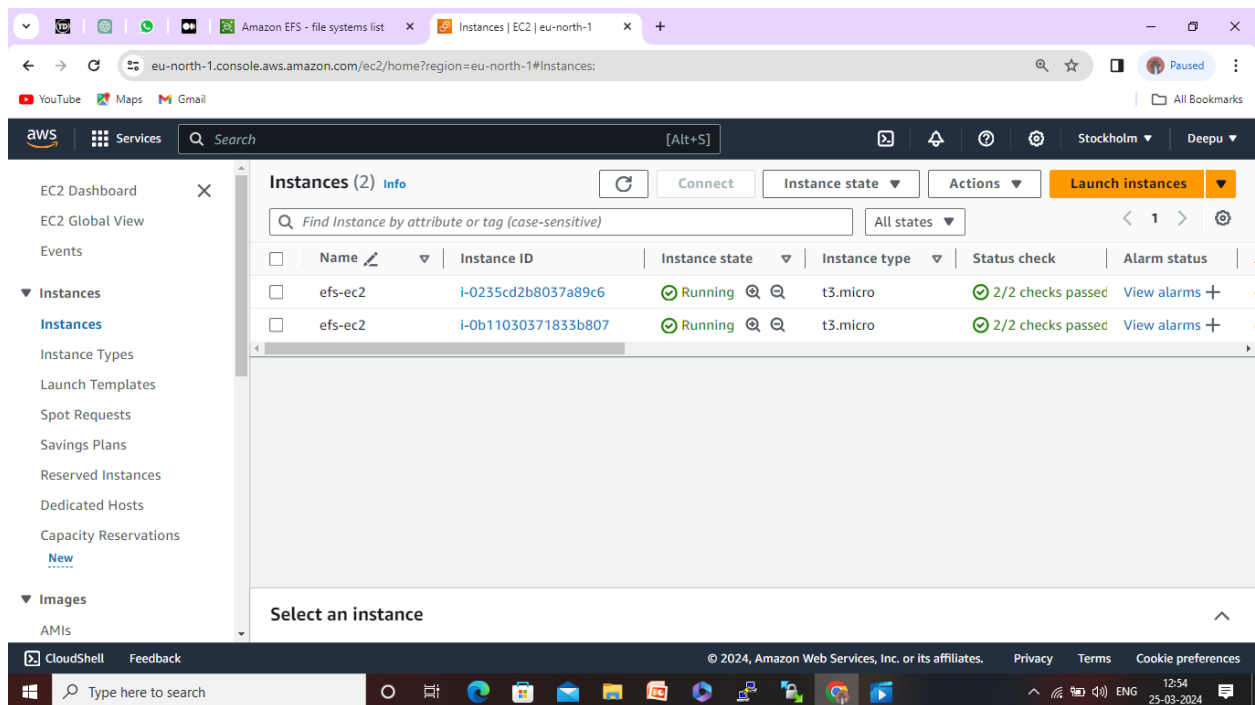 Amazon EFS - file systems list
Instances | EC2 | eu-north-1
eu-north-1.console.aws.amazon.com/ec2/home?region=eu-north-1#Instances:
Paused
YouTube Maps Gmail All Bookmarks
aws Services Search [Alt+S] Stockholm Deepu
EC2 Dashboard
EC2 Global View
Events
Instances
Instances
Instance Types
Launch Templates
Spot Requests
Savings Plans
Reserved Instances
Dedicated Hosts
Capacity Reservations
New
Images
AMIs
Instances (2) Info Connect Instance state Actions Launch instances
Find Instance by attribute or tag (case-sensitive) All states 1
Name Instance ID Instance state Instance type Status check Alarm status
efs-ec2 i-0235cd2b8037a89c6 Running t3.micro 2/2 checks passed View alarms
efs-ec2 i-0b11030371833b807 Running t3.micro 2/2 checks passed View alarms
Select an instance
CloudShell Feedback © 2024, Amazon Web Services, Inc. or its affiliates. Privacy Terms Cookie preferences
Type here to search ENG 12:54
25-03-2024